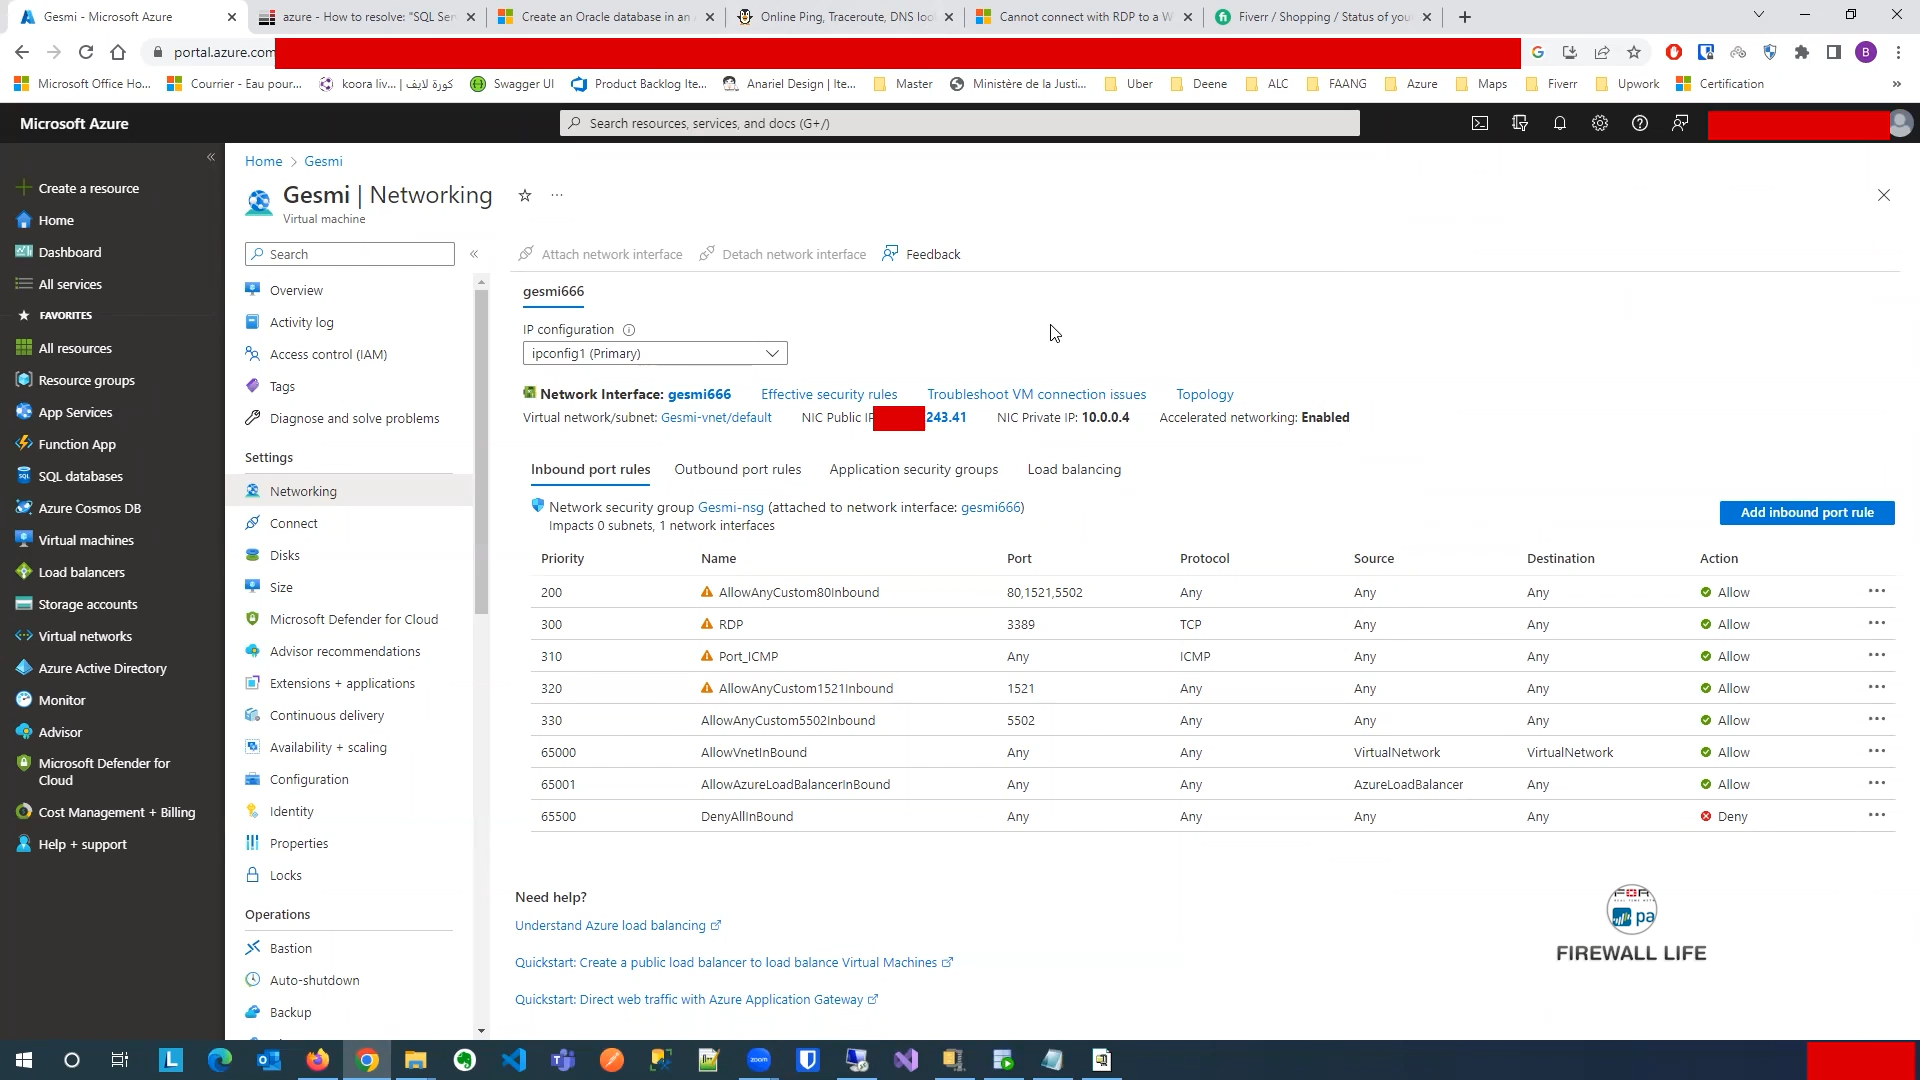 Gesmi - Microsoft Azure
azure - How to resolve: "SQL Ser
Create an Oracle database in an
Online Ping, Traceroute, DNS loo
Cannot connect with RDP to a W
Fiverr / Shopping / Status of you
portal.azure.com
B
Microsoft Office Ho...
Courrier - Eau pour...
koora liv... | كورة لايف
Swagger UI
Product Backlog Ite...
Anariel Design | Ite...
Master
Ministère de la Justi...
Uber
Deene
ALC
FAANG
Azure
Maps
Fiverr
Upwork
Certification
»
Microsoft Azure
Search resources, services, and docs (G+/)
«
Create a resource
Home
Dashboard
All services
FAVORITES
All resources
Resource groups
App Services
Function App
SQL databases
Azure Cosmos DB
Virtual machines
Load balancers
Storage accounts
Virtual networks
Azure Active Directory
Monitor
Advisor
Microsoft Defender for
Cloud
Cost Management + Billing
Help + support
Home > Gesmi
Gesmi | Networking
Virtual machine
Search
«
Overview
Activity log
Access control (IAM)
Tags
Diagnose and solve problems
Settings
Networking
Connect
Disks
Size
Microsoft Defender for Cloud
Advisor recommendations
Extensions + applications
Continuous delivery
Availability + scaling
Configuration
Identity
Properties
Locks
Operations
Bastion
Auto-shutdown
Backup
Attach network interface
Detach network interface
Feedback
gesmi666
IP configuration
ipconfig1 (Primary)
Network Interface: gesmi666
Effective security rules
Troubleshoot VM connection issues
Topology
Virtual network/subnet: Gesmi-vnet/default
NIC Public IP
243.41
NIC Private IP: 10.0.0.4
Accelerated networking: Enabled
Inbound port rules
Outbound port rules
Application security groups
Load balancing
Network security group Gesmi-nsg (attached to network interface: gesmi666)
Impacts 0 subnets, 1 network interfaces
Add inbound port rule
Priority Name Port Protocol Source Destination Action
200 AllowAnyCustom80Inbound 80,1521,5502 Any Any Any Allow
300 RDP 3389 TCP Any Any Allow
310 Port_ICMP Any ICMP Any Any Allow
320 AllowAnyCustom1521Inbound 1521 Any Any Any Allow
330 AllowAnyCustom5502Inbound 5502 Any Any Any Allow
65000 AllowVnetInBound Any Any VirtualNetwork VirtualNetwork Allow
65001 AllowAzureLoadBalancerInBound Any Any AzureLoadBalancer Any Allow
65500 DenyAllInBound Any Any Any Any Deny
Need help?
Understand Azure load balancing
Quickstart: Create a public load balancer to load balance Virtual Machines
Quickstart: Direct web traffic with Azure Application Gateway
pa
FIREWALL LIFE
L
zoom